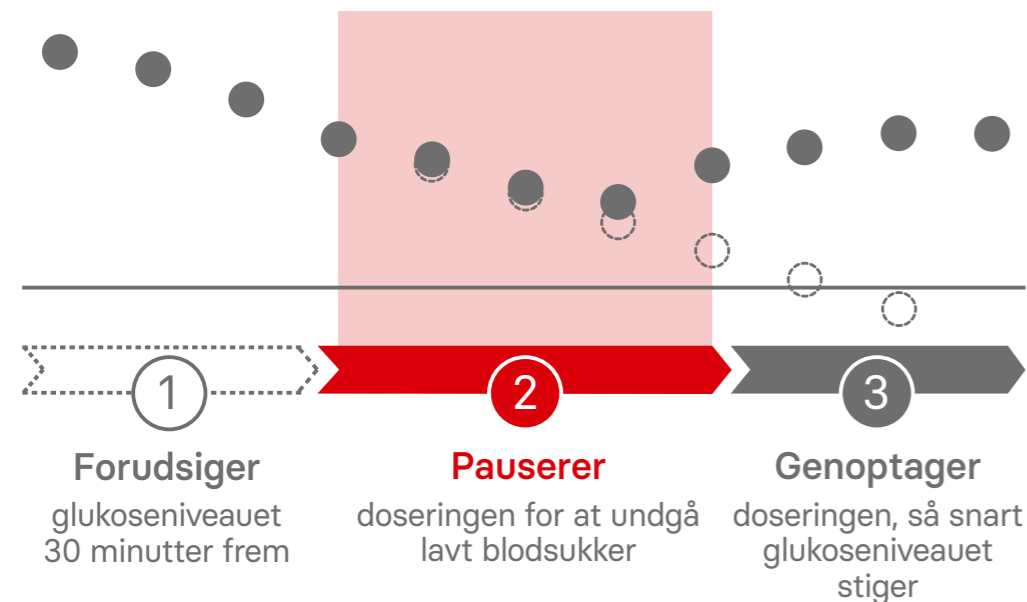 1
Forudsiger
glukoseniveauet
30 minutter frem
2
Pauserer
doseringen for at undgå
lavt blodsukker
3
Genoptager
doseringen, så snart
glukoseniveauet
stiger